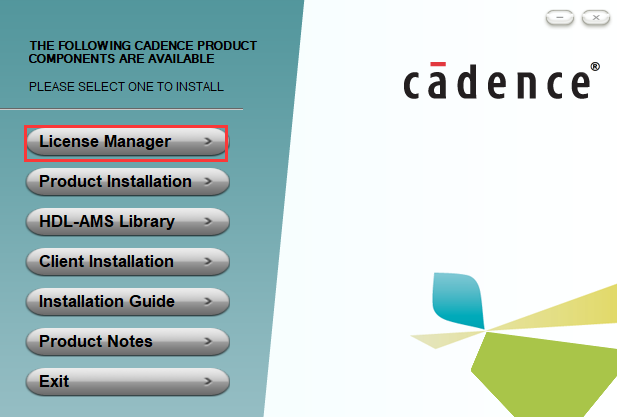 THE FOLLOWING CADENCE PRODUCT
COMPONENTS ARE AVAILABLE
PLEASE SELECT ONE TO INSTALL
cādence®
License Manager
Product Installation
HDL-AMS Library
Client Installation
Installation Guide
Product Notes
Exit